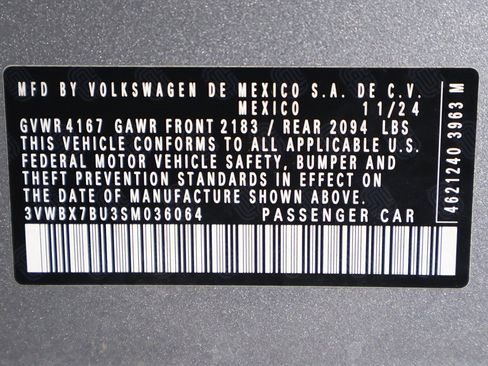 MFD BY VOLKSWAGEN DE MEXICO S.A. DE C.V.
MEXICO 11/24
GVWR 4167 GAWR FRONT 2183 / REAR 2094 LBS
THIS VEHICLE CONFORMS TO ALL APPLICABLE U.S.
FEDERAL MOTOR VEHICLE SAFETY, BUMPER AND
THEFT PREVENTION STANDARDS IN EFFECT ON
THE DATE OF MANUFACTURE SHOWN ABOVE.
3VWBX7BU3SM036064 PASSENGER CAR
4621240 3963 M